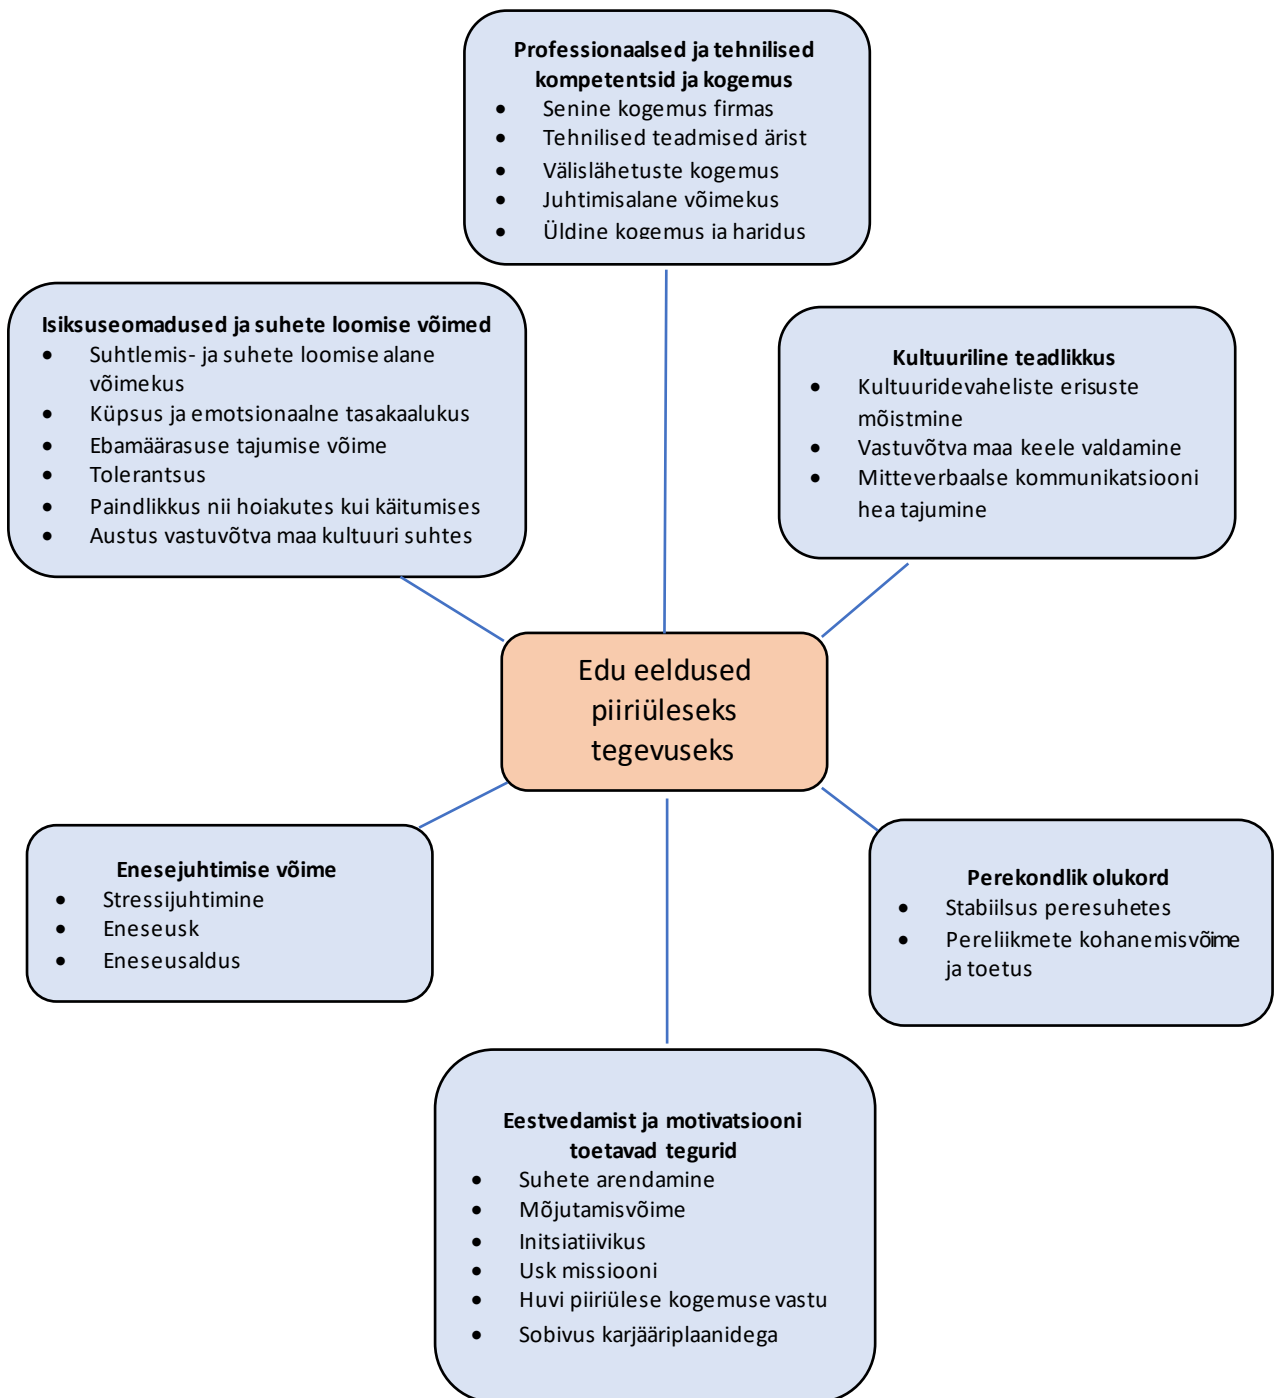 Professionaalsed ja tehnilised
kompetentsid ja kogemus
• Senine kogemus firmas
• Tehnilised teadmised ärist
• Välislähetuste kogemus
• Juhtimisalane võimekus
• Üldine kogemus ja haridus
Isiksuseomadused ja suhete loomise võimed
• Suhtlemis- ja suhete loomise alane
võimekus
• Küpsus ja emotsionaalne tasakaalukus
• Ebamäärasuse tajumise võime
• Tolerantsus
• Paindlikkus nii hoiakutes kui käitumises
• Austus vastuvõtva maa kultuuri suhtes
Kultuuriline teadlikkus
• Kultuuridevaheliste erisuste
mõistmine
• Vastuvõtva maa keele valdamine
• Mitteverbaalse kommunikatsiooni
hea tajumine
Edu eeldused
piiriüleseks
tegevuseks
Enesejuhtimise võime
• Stressijuhtimine
• Eneseusk
• Eneseusaldus
Perekondlik olukord
• Stabiilsus peresuhetes
• Pereliikmete kohanemisvõime
ja toetus
Eestvedamist ja motivatsiooni
toetavad tegurid
• Suhete arendamine
• Mõjutamisvõime
• Initsiatiivikus
• Usk missiooni
• Huvi piiriülese kogemuse vastu
• Sobivus karjääriplaanidega